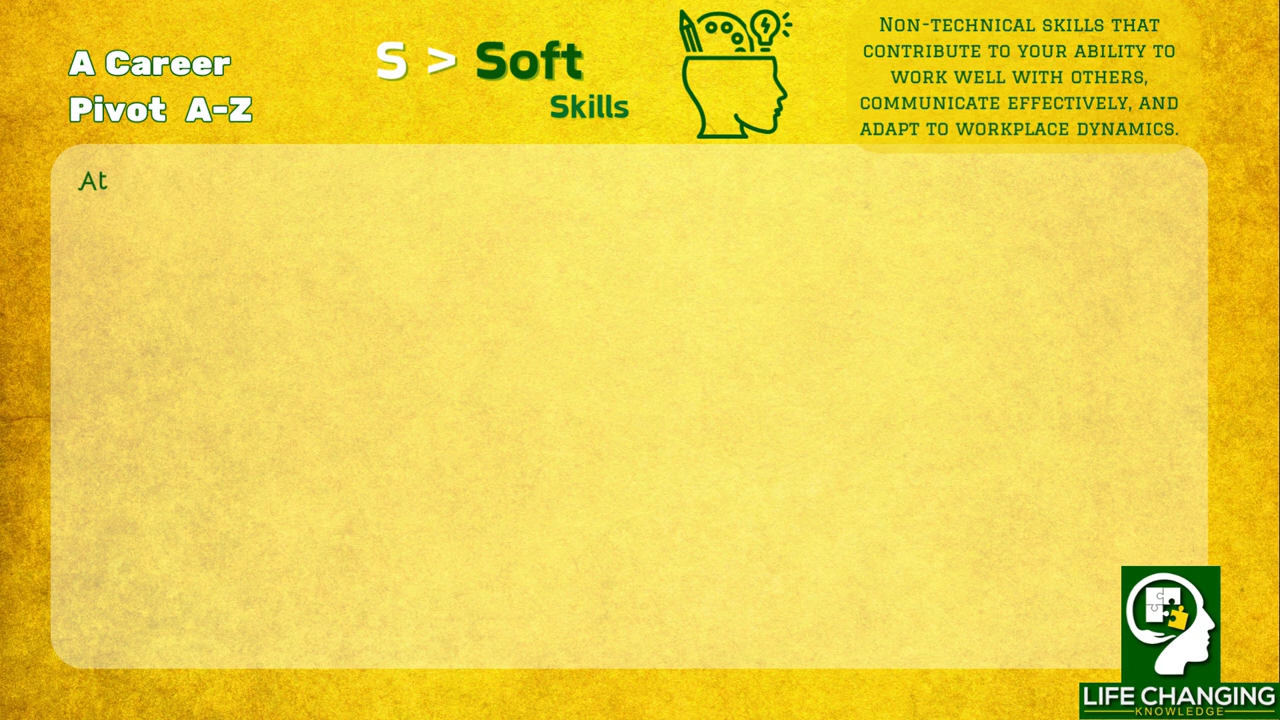 A Career
Pivot A-Z
S > Soft
Skills
Non-technical skills that
contribute to your ability to
work well with others,
communicate effectively, and
adapt to workplace dynamics.
At
LIFE CHANGING
KNOWLEDGE